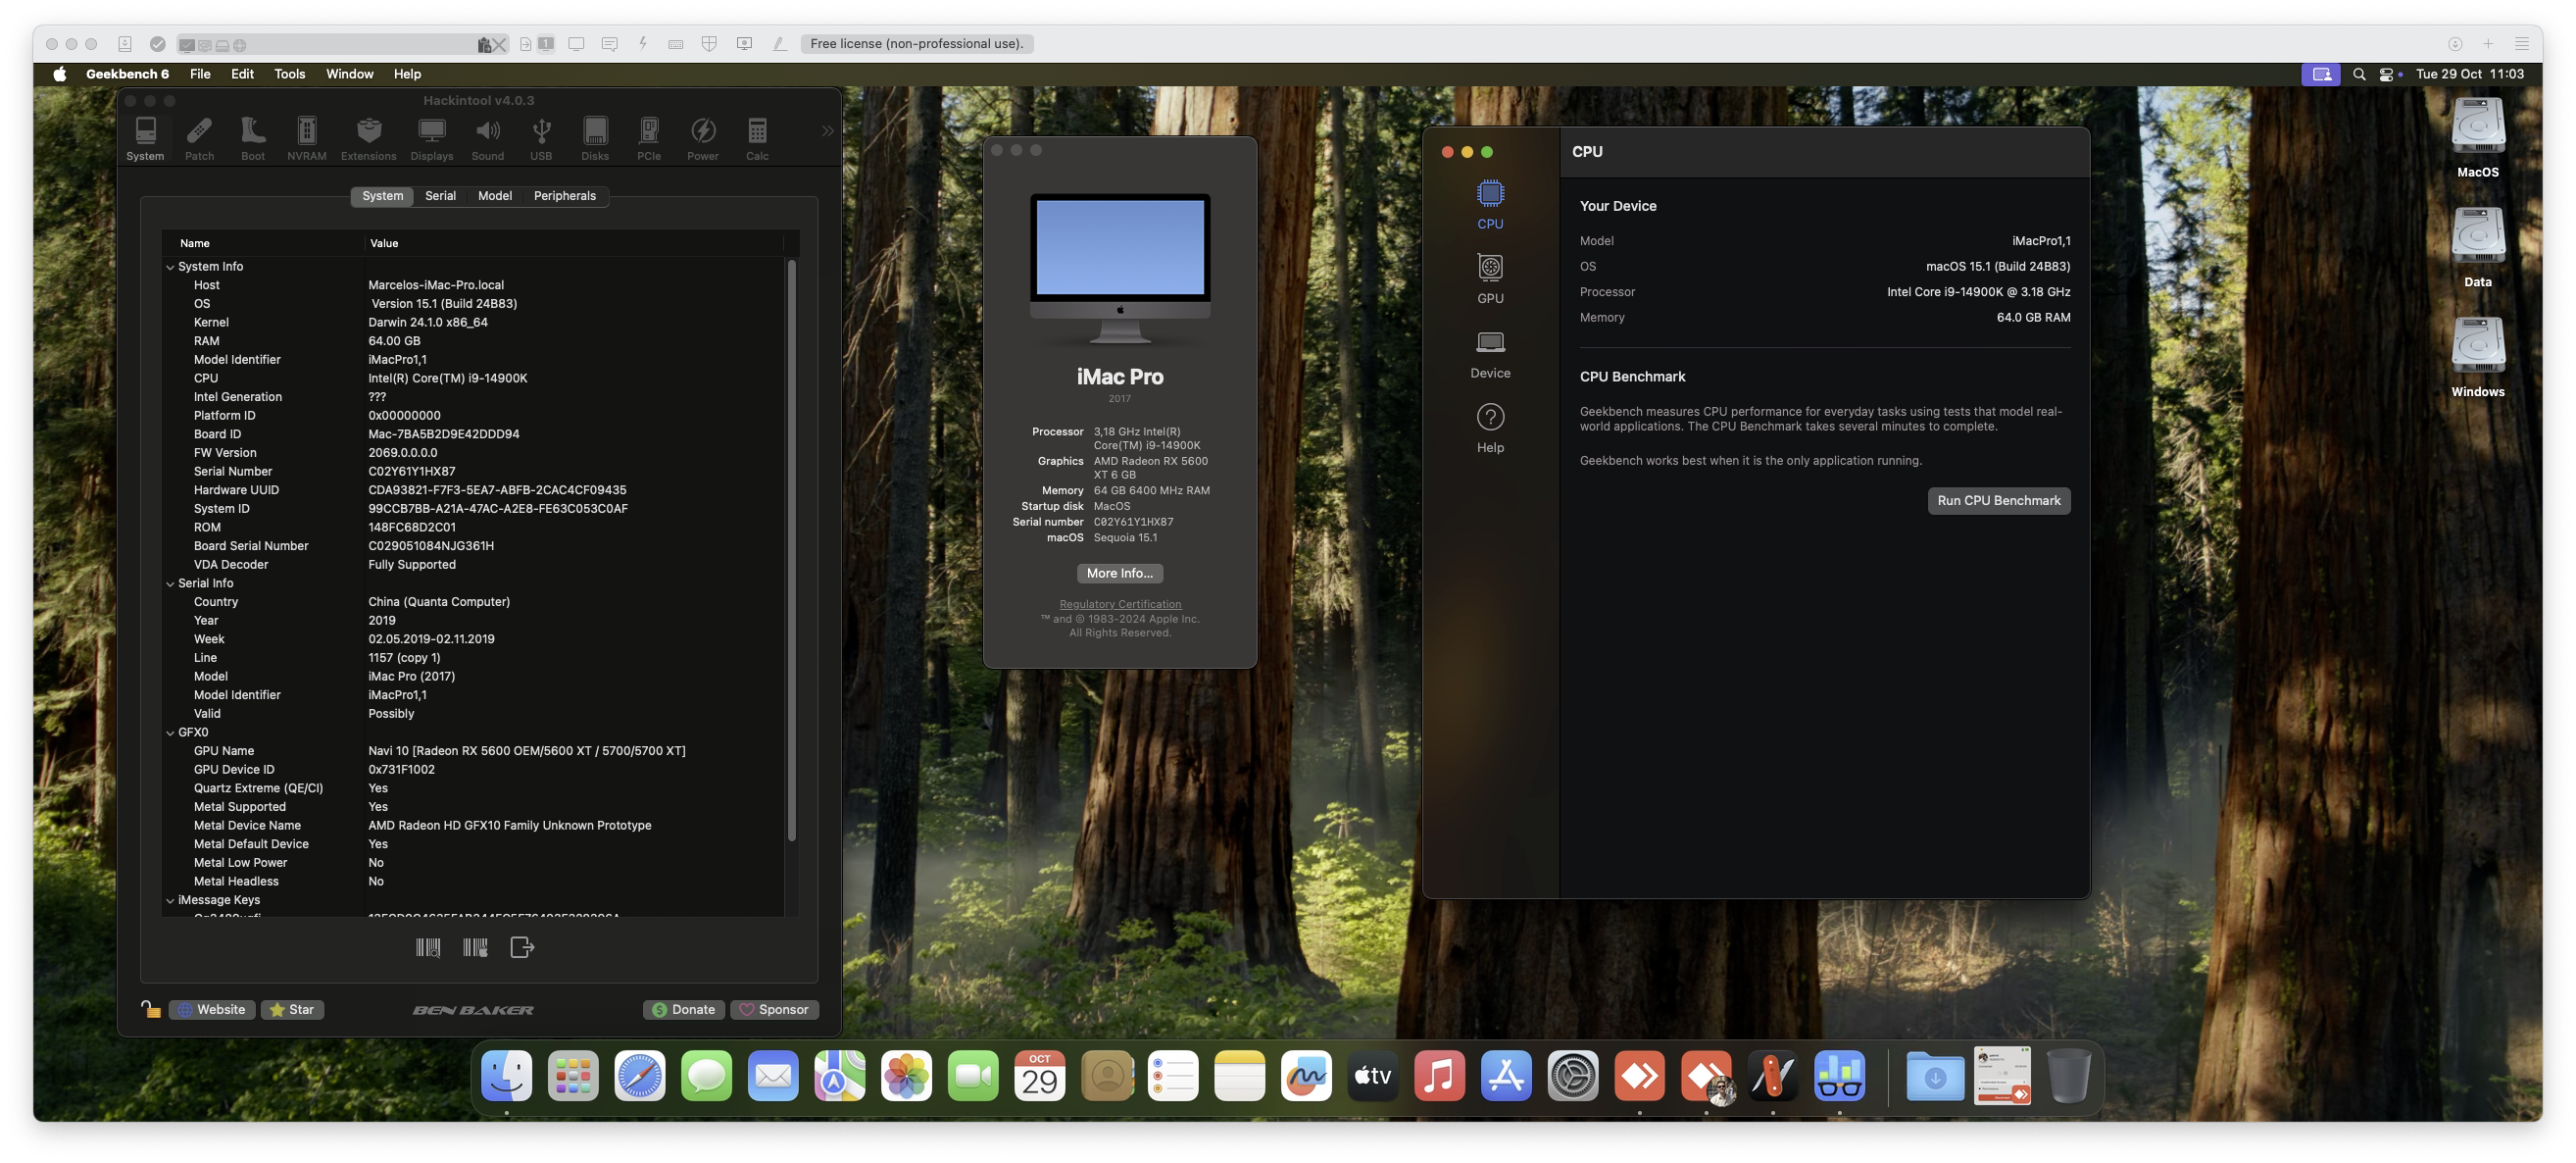 Free license (non-professional use).
Geekbench 6 File Edit Tools Window Help
Tue 29 Oct 11:03
Hackintool v4.0.3
System Patch Boot NVRAM Extensions Displays Sound USB Disks PCIe Power Calc
System Serial Model Peripherals
Name Value
System Info
Host Marcelos-iMac-Pro.local
OS Version 15.1 (Build 24B83)
Kernel Darwin 24.1.0 x86_64
RAM 64.00 GB
Model Identifier iMacPro1,1
CPU Intel(R) Core(TM) i9-14900K
Intel Generation ???
Platform ID 0x00000000
Board ID Mac-7BA5B2D9E42DDD94
FW Version 2069.0.0.0.0
Serial Number C02Y61Y1HX87
Hardware UUID CDA93821-F7F3-5EA7-ABFB-2CAC4CF09435
System ID 99CCB7BB-A21A-47AC-A2E8-FE63C053C0AF
ROM 148FC68D2C01
Board Serial Number C029051084NJG361H
VDA Decoder Fully Supported
Serial Info
Country China (Quanta Computer)
Year 2019
Week 02.05.2019-02.11.2019
Line 1157 (copy 1)
Model iMac Pro (2017)
Model Identifier iMacPro1,1
Valid Possibly
GFX0
GPU Name Navi 10 [Radeon RX 5600 OEM/5600 XT / 5700/5700 XT]
GPU Device ID 0x731F1002
Quartz Extreme (QE/CI) Yes
Metal Supported Yes
Metal Device Name AMD Radeon HD GFX10 Family Unknown Prototype
Metal Default Device Yes
Metal Low Power No
Metal Headless No
iMessage Keys
Website Star BEN BAKER Donate Sponsor
iMac Pro
2017
Processor 3,18 GHz Intel(R)
Core(TM) i9-14900K
Graphics AMD Radeon RX 5600
XT 6 GB
Memory 64 GB 6400 MHz RAM
Startup disk MacOS
Serial number C02Y61Y1HX87
macOS Sequoia 15.1
More Info...
Regulatory Certification
™ and © 1983-2024 Apple Inc.
All Rights Reserved.
CPU
GPU
Device
Help
CPU
Your Device
Model iMacPro1,1
OS macOS 15.1 (Build 24B83)
Processor Intel Core i9-14900K @ 3.18 GHz
Memory 64.0 GB RAM
CPU Benchmark
Geekbench measures CPU performance for everyday tasks using tests that model real-
world applications. The CPU Benchmark takes several minutes to complete.
Geekbench works best when it is the only application running.
Run CPU Benchmark
MacOS
Data
Windows
OCT
29
tv